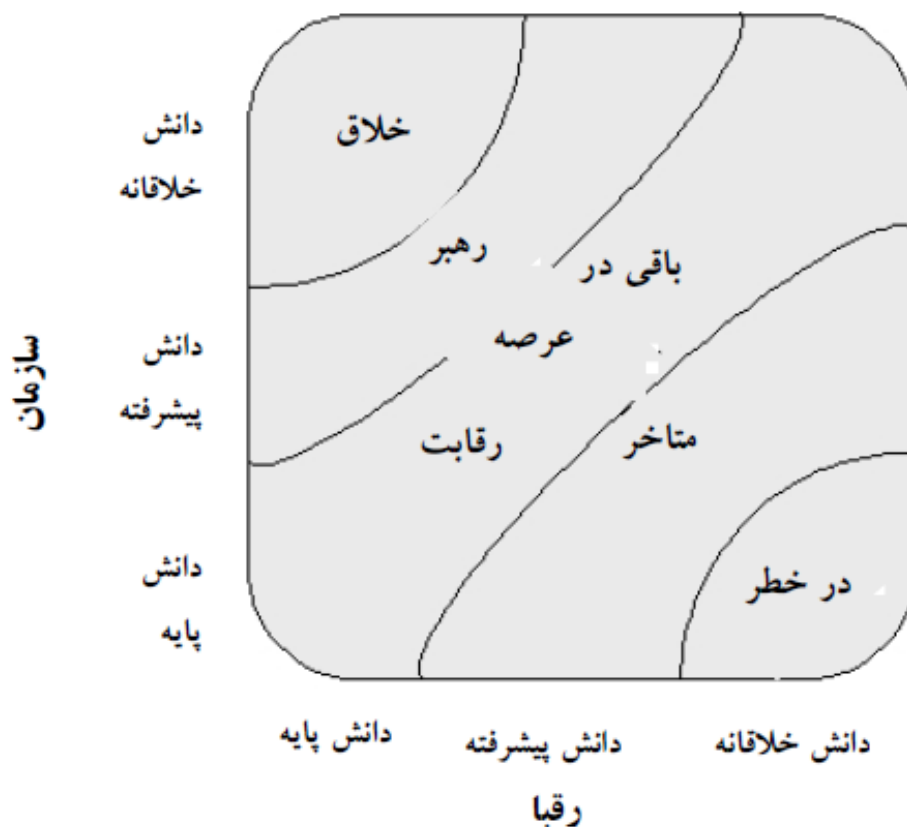 خلاق
رهبر
باقی در
عرصه
رقابت
متاخر
در خطر
سازمان
دانش
خلاقانه
دانش
پیشرفته
دانش
پایه
دانش پایه
دانش پیشرفته
دانش خلاقانه
رقبا